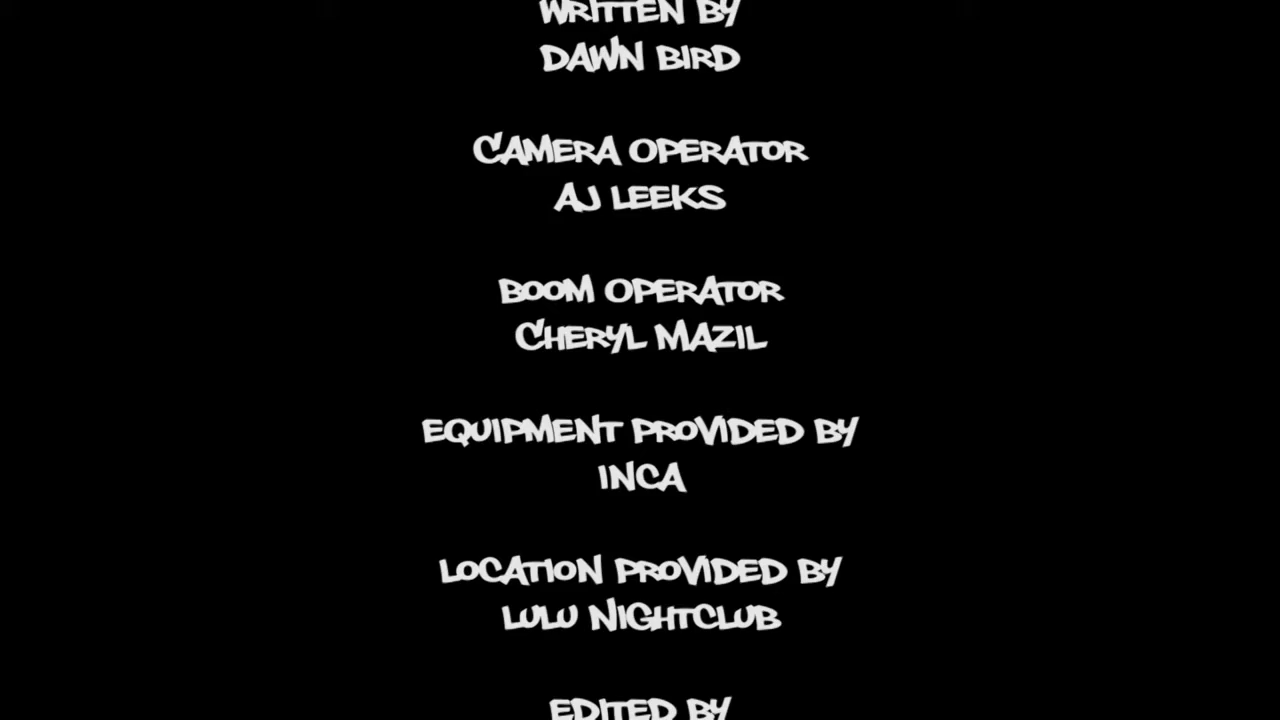 WRITTEN BY
DAWN BIRD
CAMERA OPERATOR
AJ LEEKS
BOOM OPERATOR
CHERYL MAZIL
EQUIPMENT PROVIDED BY
INCA
LOCATION PROVIDED BY
LULU NIGHTCLUB
EDITED BY